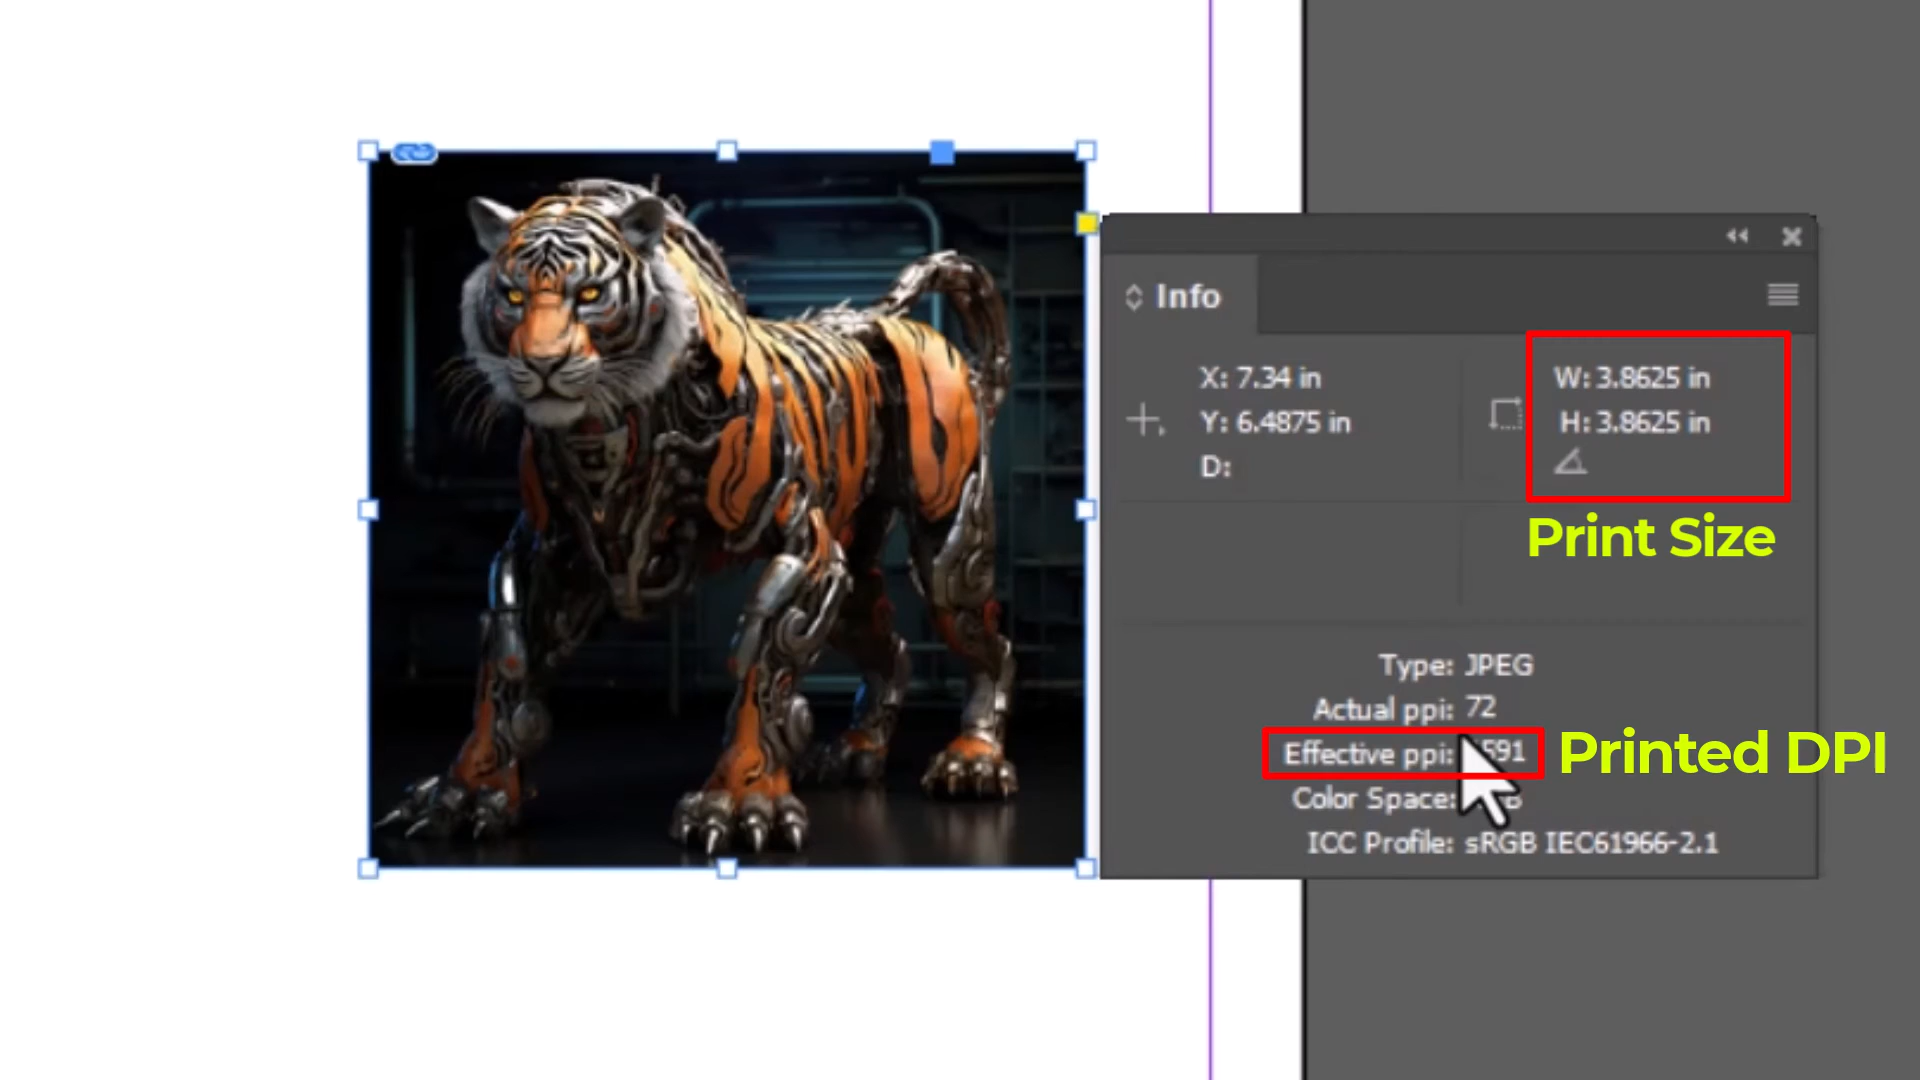 Info
X: 7.34 in
Y: 6.4875 in
D:
W: 3.8625 in
H: 3.8625 in
Print Size
Type: JPEG
Actual ppi: 72
Effective ppi:
Printed DPI
Color Space:
ICC Profile: sRGB IEC61966-2.1